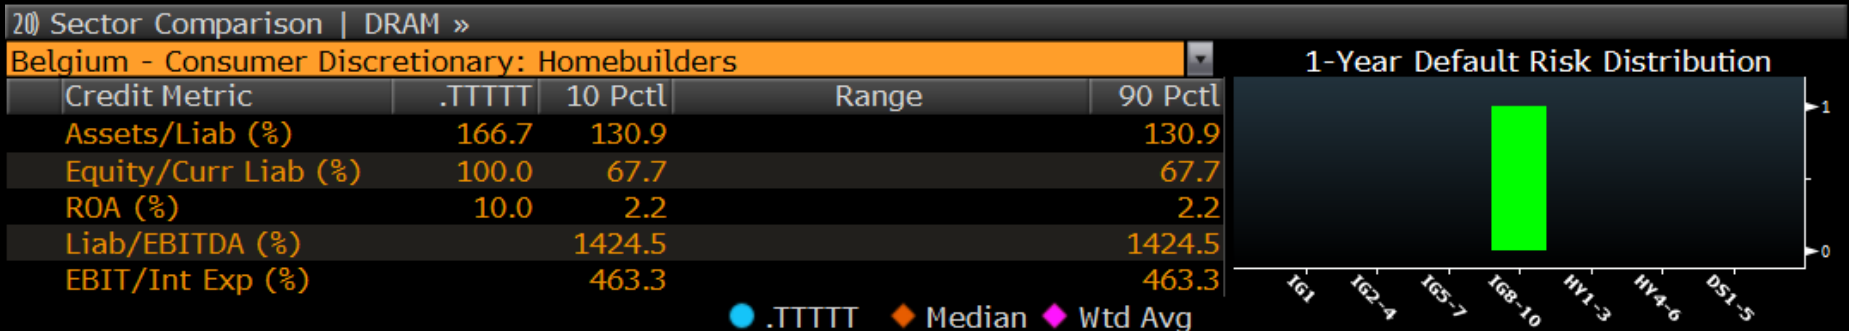 20) Sector Comparison | DRAM »
Belgium - Consumer Discretionary: Homebuilders
Credit Metric .TTTTT 10 Pctl Range 90 Pctl
Assets/Liab (%) 166.7 130.9 130.9
Equity/Curr Liab (%) 100.0 67.7 67.7
ROA (%) 10.0 2.2 2.2
Liab/EBITDA (%) 1424.5 1424.5
EBIT/Int Exp (%) 463.3 463.3
.TTTTT Median Wtd Avg
1-Year Default Risk Distribution
1
0
IG1 IG2-4 IG5-7 IG8-10 HY1-3 HY4-6 DS1-5